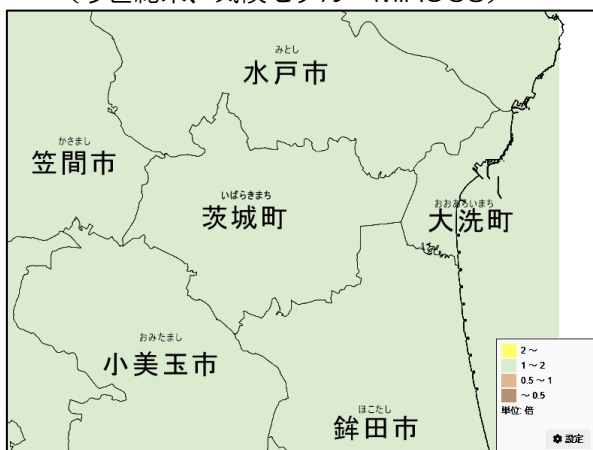 みとし
水戸市
かさまし
笠間市
いばらきまち
茨城町
おおあらいまち
大洗町
おみたまし
小美玉市
ほこたし
鉾田市
2～
1～2
0.5～1
～0.5
単位: 倍
設定